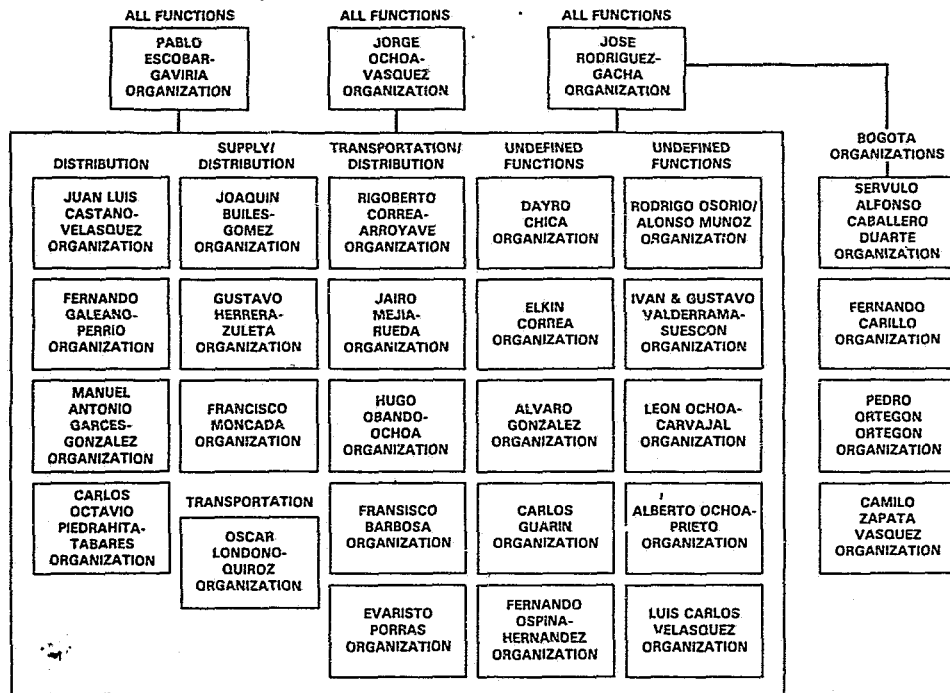 ALL FUNCTIONS
PABLO
ESCOBAR-
GAVIRIA
ORGANIZATION
ALL FUNCTIONS
JORGE
OCHOA-
VASQUEZ
ORGANIZATION
ALL FUNCTIONS
JOSE
RODRIGUEZ-
GACHA
ORGANIZATION
DISTRIBUTION
JUAN LUIS
CASTANO-
VELASQUEZ
ORGANIZATION
FERNANDO
GALEANO-
PERRIO
ORGANIZATION
MANUEL
ANTONIO
GARCES-
GONZALEZ
ORGANIZATION
CARLOS
OCTAVIO
PIEDRAHITA-
TABARES
ORGANIZATION
SUPPLY/
DISTRIBUTION
JOAQUIN
BUILES-
GOMEZ
ORGANIZATION
GUSTAVO
HERRERA-
ZULETA
ORGANIZATION
FRANCISCO
MONCADA
ORGANIZATION
TRANSPORTATION
OSCAR
LONDONO-
QUIROZ
ORGANIZATION
TRANSPORTATION/
DISTRIBUTION
RIGOBERTO
CORREA-
ARROYAVE
ORGANIZATION
JAIRO
MEJIA-
RUEDA
ORGANIZATION
HUGO
OBANDO-
OCHOA
ORGANIZATION
FRANSISCO
BARBOSA
ORGANIZATION
EVARISTO
PORRAS
ORGANIZATION
UNDEFINED
FUNCTIONS
DAYRO
CHICA
ORGANIZATION
ELKIN
CORREA
ORGANIZATION
ALVARO
GONZALEZ
ORGANIZATION
CARLOS
GUARIN
ORGANIZATION
FERNANDO
OSPINA-
HERNANDEZ
ORGANIZATION
UNDEFINED
FUNCTIONS
RODRIGO OSORIO/
ALONSO MUNOZ
ORGANIZATION
IVAN & GUSTAVO
VALDERRAMA-
SUESCON
ORGANIZATION
LEON OCHOA-
CARVAJAL
ORGANIZATION
ALBERTO OCHOA-
PRIETO
ORGANIZATION
LUIS CARLOS
VELASQUEZ
ORGANIZATION
BOGOTA
ORGANIZATIONS
SERVULO
ALFONSO
CABALLERO
DUARTE
ORGANIZATION
FERNANDO
CARILLO
ORGANIZATION
PEDRO
ORTEGON
ORTEGON
ORGANIZATION
CAMILO
ZAPATA
VASQUEZ
ORGANIZATION